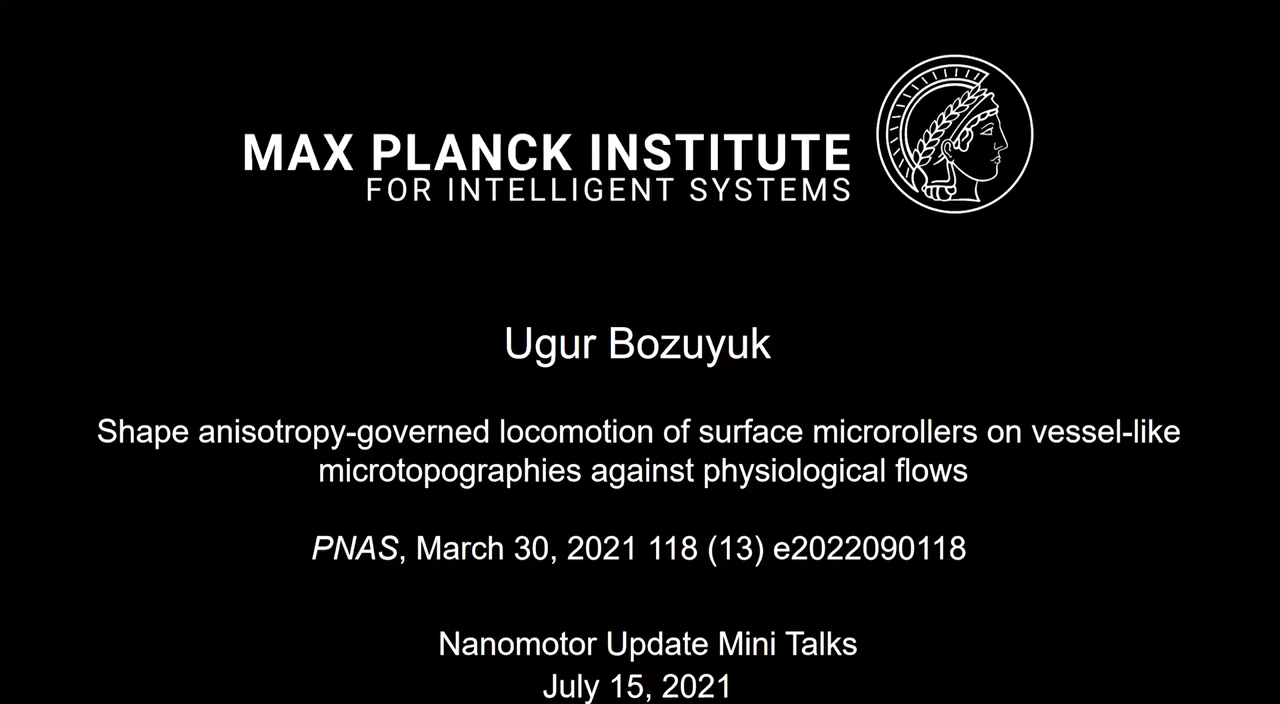 MAX PLANCK INSTITUTE
FOR INTELLIGENT SYSTEMS
Ugur Bozuyuk
Shape anisotropy-governed locomotion of surface microrollers on vessel-like
microtopographies against physiological flows
PNAS, March 30, 2021 118 (13) e2022090118
Nanomotor Update Mini Talks
July 15, 2021